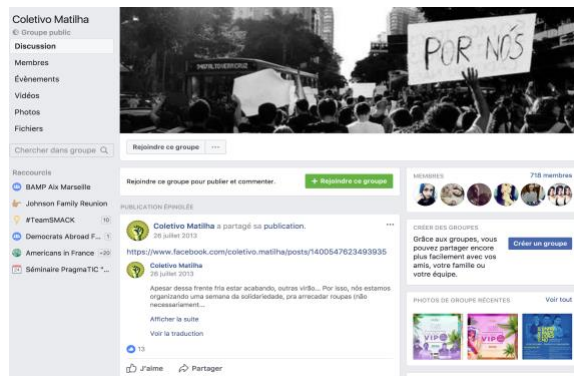 Coletivo Matilha
Groupe public
Discussion
Membres
Évènements
Vidéos
Photos
Fichiers
Chercher dans groupe
Raccourcis
BAMP Aix Marseille
Johnson Family Reunion
#TeamSMACK 10
Democrats Abroad F... 1
Americans in France +20
Séminaire PragmaTIC "...
POR NÓS
Rejoindre ce groupe ...
Rejoindre ce groupe pour publier et commenter.
+ Rejoindre ce groupe
PUBLICATION ÉPINGLÉE
Coletivo Matilha a partagé sa publication.
26 juillet 2013
https://www.facebook.com/coletivo.matilha/posts/1400547623493935
Coletivo Matilha
26 juillet 2013
Apesar dessa frente fria estar acabando, outras virão... Por isso, nós estamos
organizando uma semana da solidariedade, pra arrecadar roupas (não
necessariament...
Afficher la suite
Voir la traduction
13
J'aime Partager
MEMBRES 718 membres
CRÉER DES GROUPES
Grâce aux groupes, vous
pouvez partager encore
plus facilement avec vos
amis, votre famille ou
votre équipe.
Créer un groupe
PHOTOS DE GROUPE RÉCENTES Voir tout
VIP
VIP